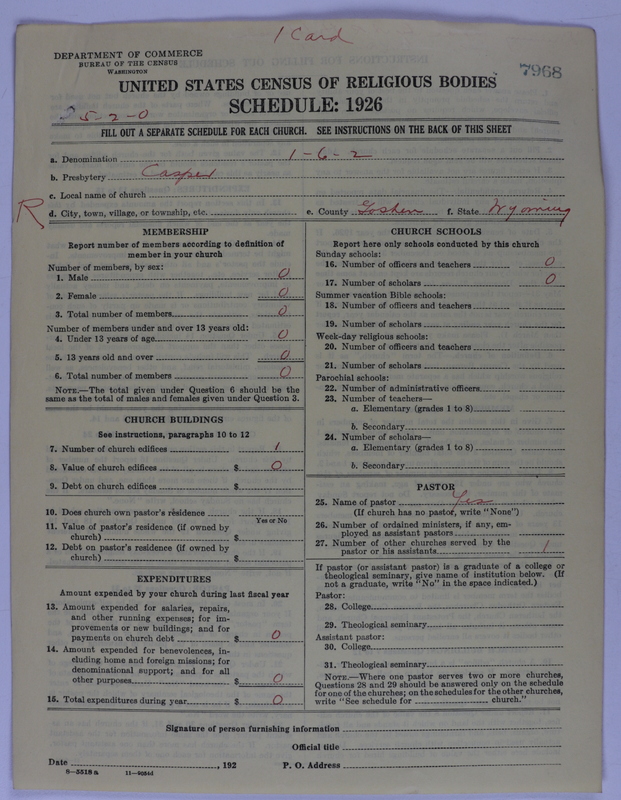 1 Card
DEPARTMENT OF COMMERCE
BUREAU OF THE CENSUS
WASHINGTON
7968
UNITED STATES CENSUS OF RELIGIOUS BODIES
SCHEDULE: 1926
5-2-0
FILL OUT A SEPARATE SCHEDULE FOR EACH CHURCH. SEE INSTRUCTIONS ON THE BACK OF THIS SHEET
a. Denomination 1-6-2
b. Presbytery Casper
c. Local name of church
R
d. City, town, village, or township, etc. e. County Goshen f. State Wyoming
MEMBERSHIP
Report number of members according to definition of
member in your church
Number of members, by sex:
1. Male 0
2. Female 0
3. Total number of members 0
Number of members under and over 13 years old:
4. Under 13 years of age 0
5. 13 years old and over 0
6. Total number of members 0
NOTE.—The total given under Question 6 should be the
same as the total of males and females given under Question 3.
CHURCH BUILDINGS
See instructions, paragraphs 10 to 12
7. Number of church edifices 1
8. Value of church edifices $ 0
9. Debt on church edifices $
10. Does church own pastor's residence
Yes or No
11. Value of pastor's residence (if owned by
church) $
12. Debt on pastor's residence (if owned by
church) $
EXPENDITURES
Amount expended by your church during last fiscal year
13. Amount expended for salaries, repairs,
and other running expenses; for im-
provements or new buildings; and for
payments on church debt $ 0
14. Amount expended for benevolences, in-
cluding home and foreign missions; for
denominational support; and for all
other purposes $ 0
15. Total expenditures during year $ 0
CHURCH SCHOOLS
Report here only schools conducted by this church
Sunday schools:
16. Number of officers and teachers 0
17. Number of scholars 0
Summer vacation Bible schools:
18. Number of officers and teachers
19. Number of scholars
Week-day religious schools:
20. Number of officers and teachers
21. Number of scholars
Parochial schools:
22. Number of administrative officers
23. Number of teachers—
a. Elementary (grades 1 to 8)
b. Secondary
24. Number of scholars—
a. Elementary (grades 1 to 8)
b. Secondary
PASTOR
25. Name of pastor Yes
(If church has no pastor, write "None")
26. Number of ordained ministers, if any, em-
ployed as assistant pastors
27. Number of other churches served by the
pastor or his assistants 1
If pastor (or assistant pastor) is a graduate of a college or
theological seminary, give name of institution below. (If
not a graduate, write "No" in the space indicated.)
Pastor:
28. College
29. Theological seminary
Assistant pastor:
30. College
31. Theological seminary
NOTE.—Where one pastor serves two or more churches,
Questions 28 and 29 should be answered only on the schedule
for one of the churches; on the schedules for the other churches,
write "See schedule for church."
Signature of person furnishing information
Official title
Date , 192 P. O. Address
8—5518 a 11—9084d